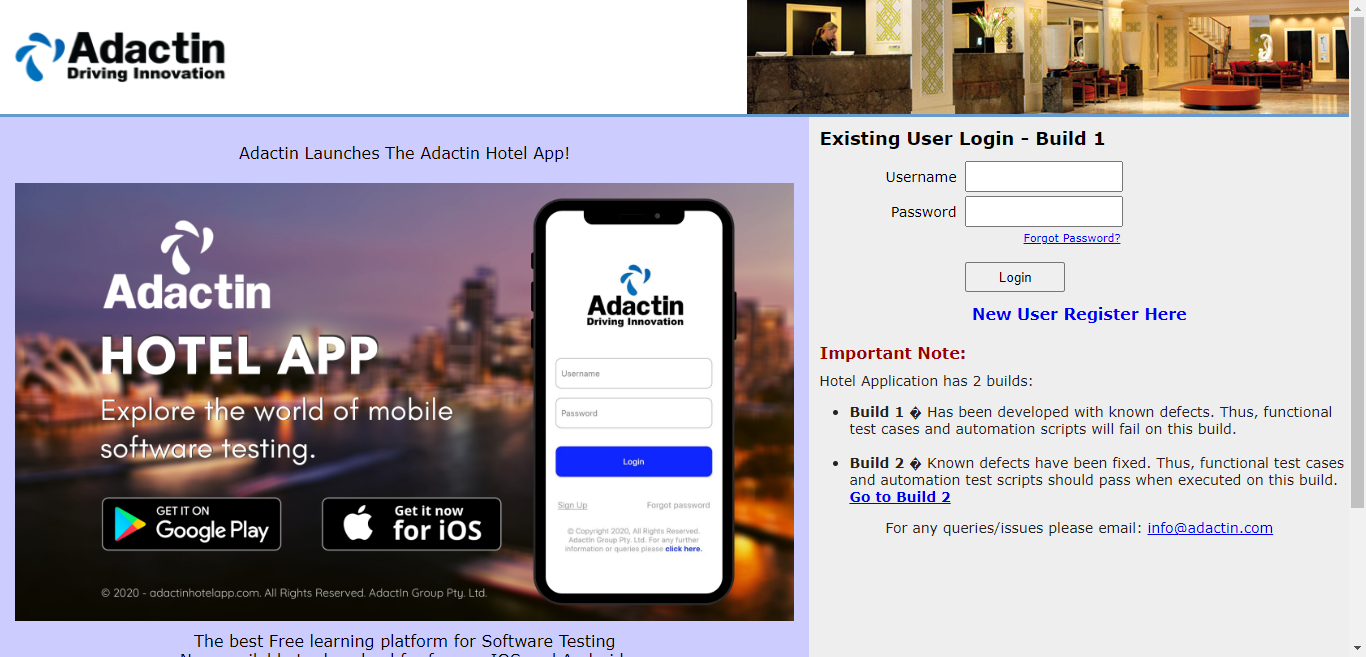 Adactin
Driving Innovation
Adactin Launches The Adactin Hotel App!
Adactin
HOTEL APP
Explore the world of mobile
software testing.
GET IT ON
Google Play
Get it now
for iOS
© 2020 - adactinhotelapp.com. All Rights Reserved. AdactIn Group Pty. Ltd.
Adactin
Driving Innovation
Username
Password
Login
Sign Up Forgot password
© Copyright 2020, All Rights Reserved.
AdactIn Group Pty. Ltd. For any further
information or queries please click here.
The best Free learning platform for Software Testing
Existing User Login - Build 1
Username
Password
Forgot Password?
Login
New User Register Here
Important Note:
Hotel Application has 2 builds:
• Build 1 � Has been developed with known defects. Thus, functional
test cases and automation scripts will fail on this build.
• Build 2 � Known defects have been fixed. Thus, functional test cases
and automation test scripts should pass when executed on this build.
Go to Build 2
For any queries/issues please email: info@adactin.com